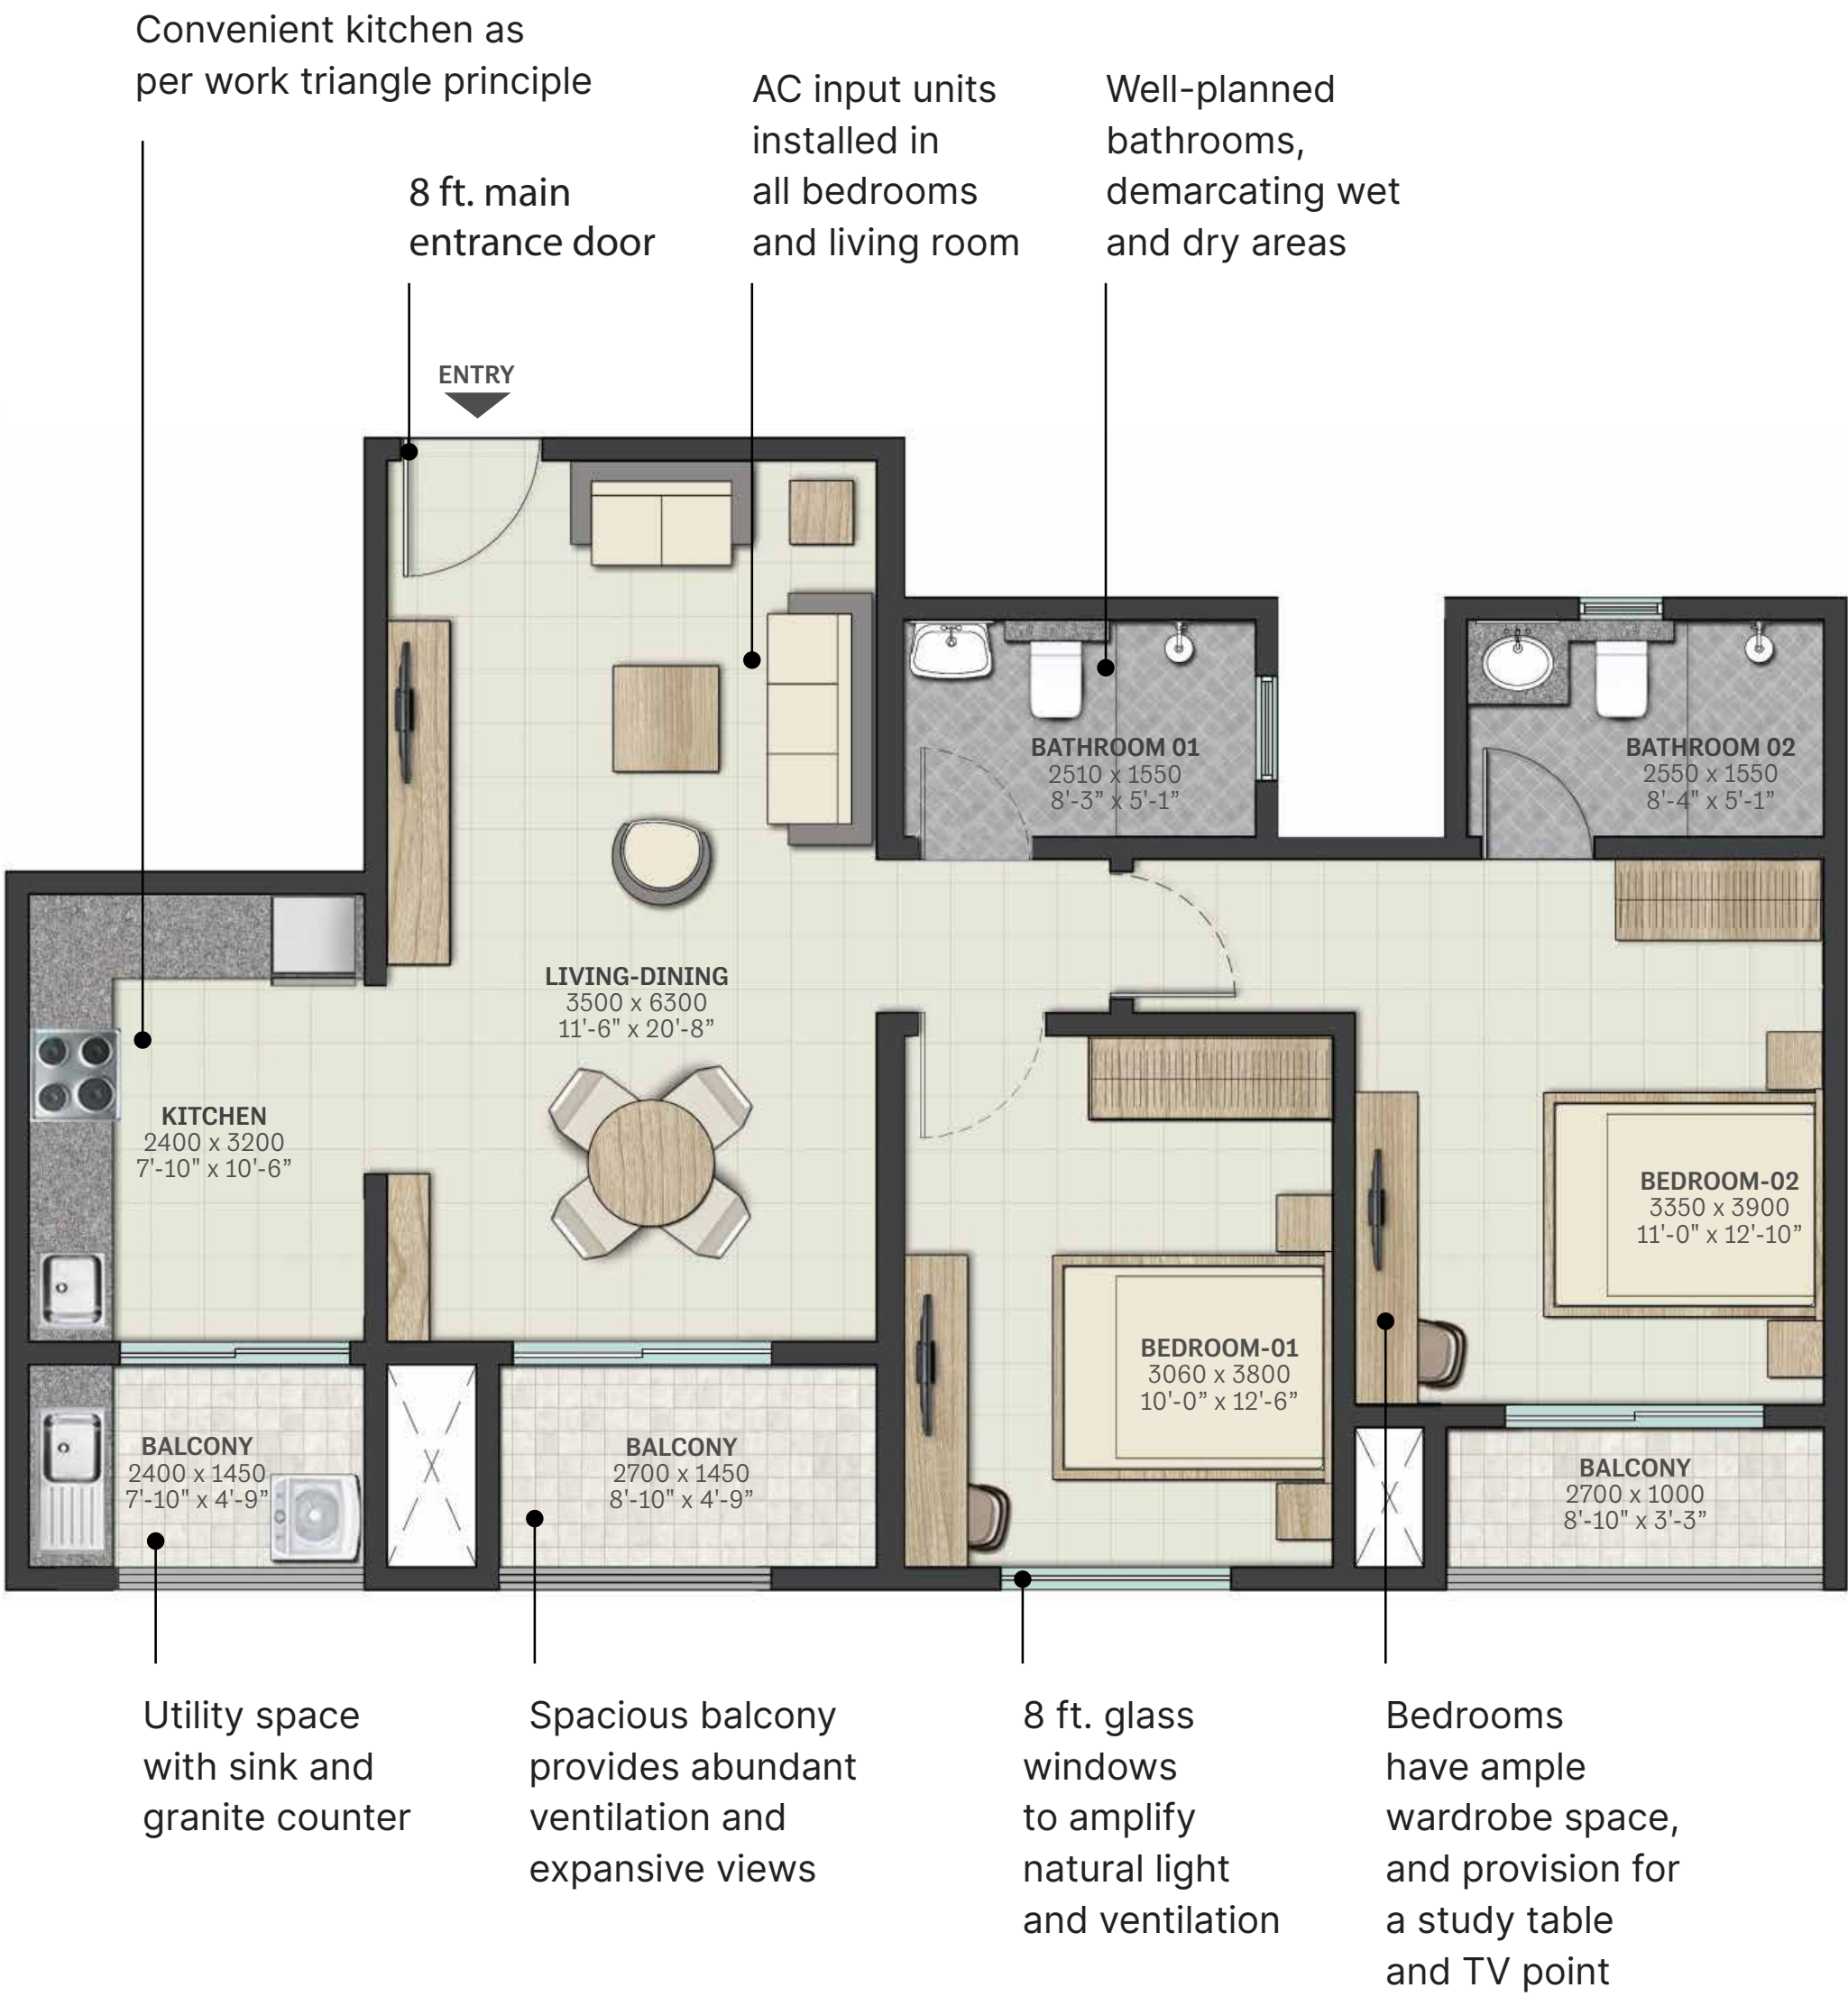 Convenient kitchen as
per work triangle principle
8 ft. main
entrance door
AC input units
installed in
all bedrooms
and living room
Well-planned
bathrooms,
demarcating wet
and dry areas
ENTRY
BATHROOM 01
2510 x 1550
8'-3” x 5'-1”
BATHROOM 02
2550 x 1550
8'-4" x 5'-1”
LIVING-DINING
3500 x 6300
11'-6" x 20'-8”
KITCHEN
2400 x 3200
7'-10" x 10'-6”
BEDROOM-02
3350 x 3900
11'-0" x 12'-10”
BEDROOM-01
3060 x 3800
10'-0” x 12'-6”
BALCONY
2400 x 1450
7'-10" x 4'-9”
BALCONY
2700 x 1450
8'-10" x 4'-9”
BALCONY
2700 x 1000
8'-10" x 3'-3”
Utility space
with sink and
granite counter
Spacious balcony
provides abundant
ventilation and
expansive views
8 ft. glass
windows
to amplify
natural light
and ventilation
Bedrooms
have ample
wardrobe space,
and provision for
a study table
and TV point